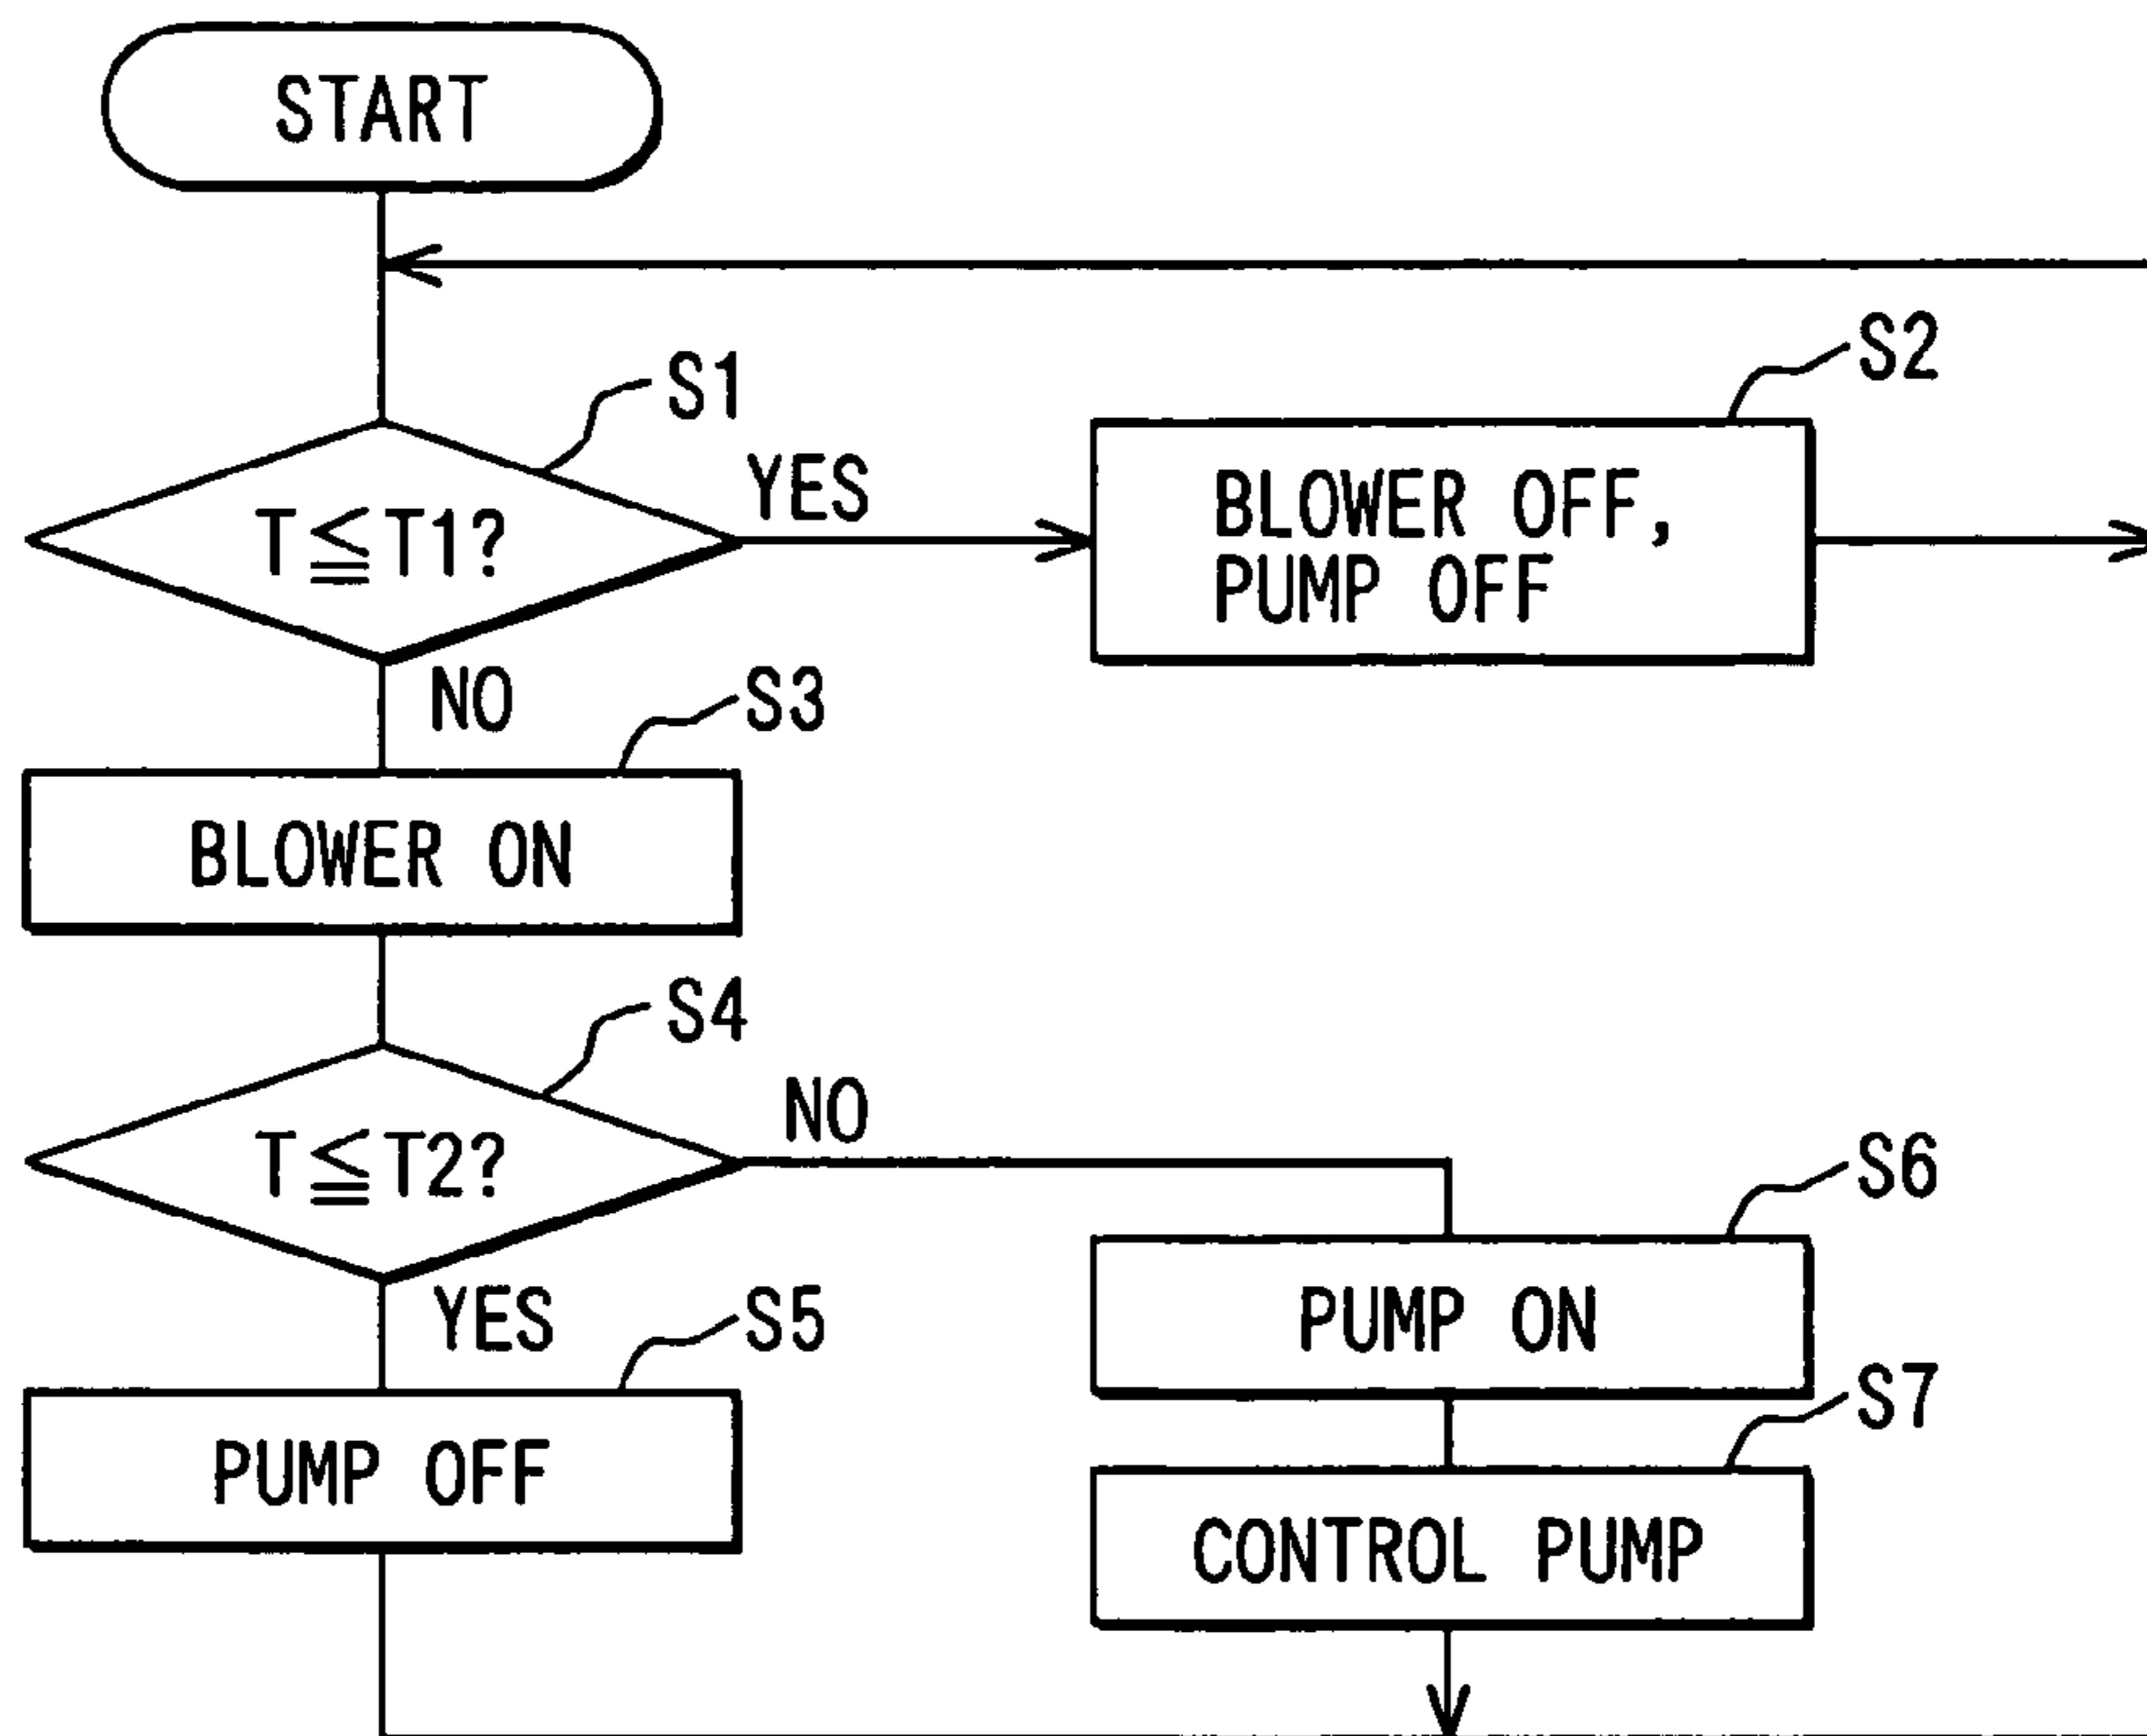 START
S1
S2
T≦T1?
YES
BLOWER OFF,
PUMP OFF
NO
S3
BLOWER ON
S4
T≦T2?
NO
S6
PUMP ON
YES
S5
PUMP OFF
S7
CONTROL PUMP